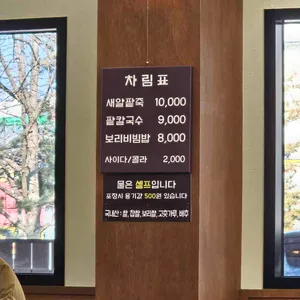 차림표
새알팥죽 10,000
팥칼국수 9,000
보리비빔밥 8,000
사이다/콜라 2,000
물은 셀프입니다
포장시 용기값 500원 있습니다
국내산 : 쌀, 찹쌀, 보리쌀, 고춧가루, 배추